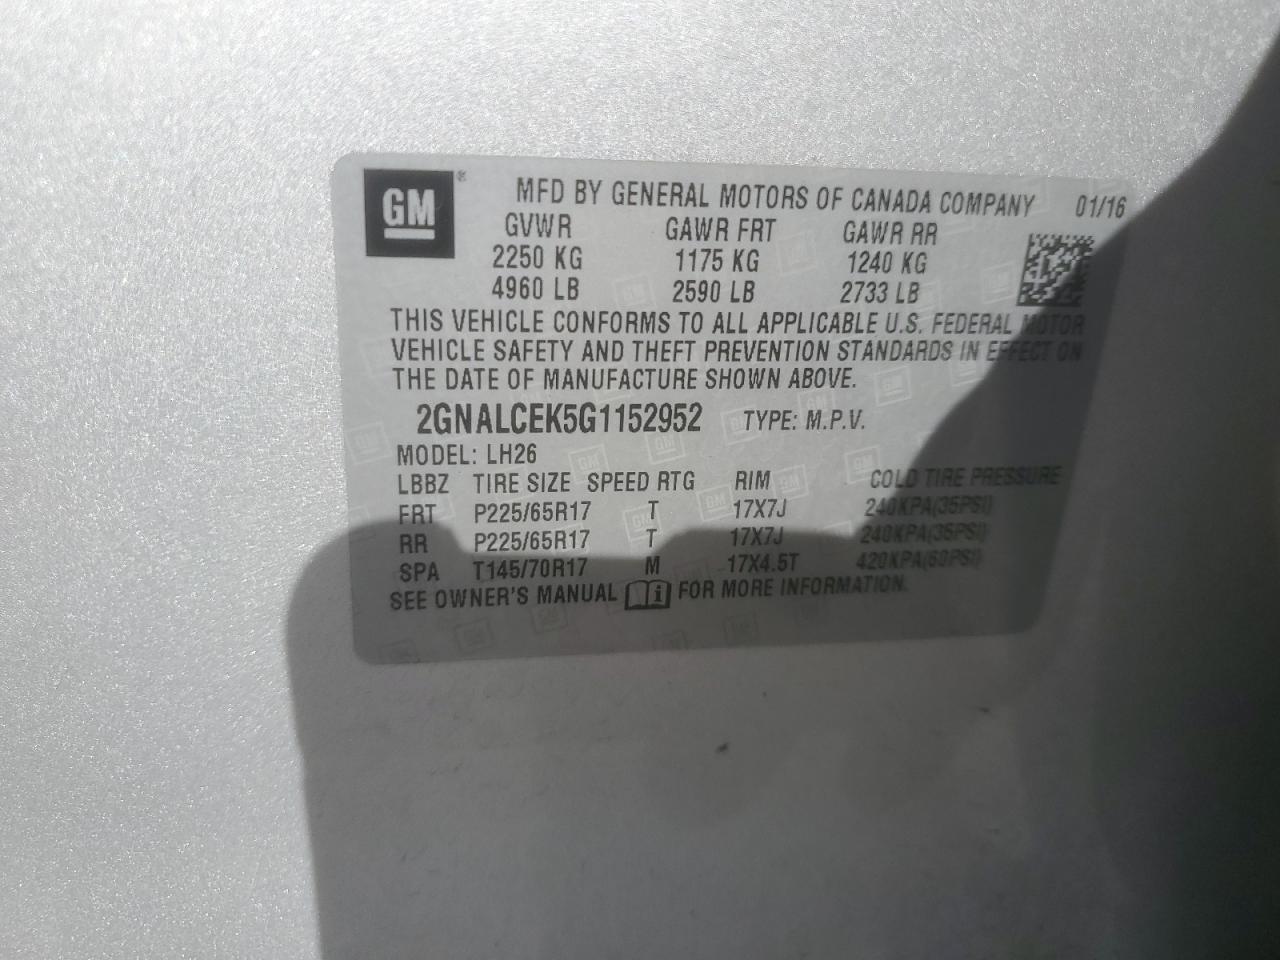 GM®
MFD BY GENERAL MOTORS OF CANADA COMPANY 01/16
GVWR GAWR FRT GAWR RR
2250 KG 1175 KG 1240 KG
4960 LB 2590 LB 2733 LB
THIS VEHICLE CONFORMS TO ALL APPLICABLE U.S. FEDERAL MOTOR
VEHICLE SAFETY AND THEFT PREVENTION STANDARDS IN EFFECT ON
THE DATE OF MANUFACTURE SHOWN ABOVE.
2GNALCEK5G1152952 TYPE: M.P.V.
MODEL: LH26
LBBZ TIRE SIZE SPEED RTG RIM COLD TIRE PRESSURE
FRT P225/65R17 T 17X7J 240KPA(35PSI)
RR P225/65R17 T 17X7J 240KPA(35PSI)
SPA T145/70R17 M 17X4.5T 420KPA(60PSI)
SEE OWNER'S MANUAL i FOR MORE INFORMATION.